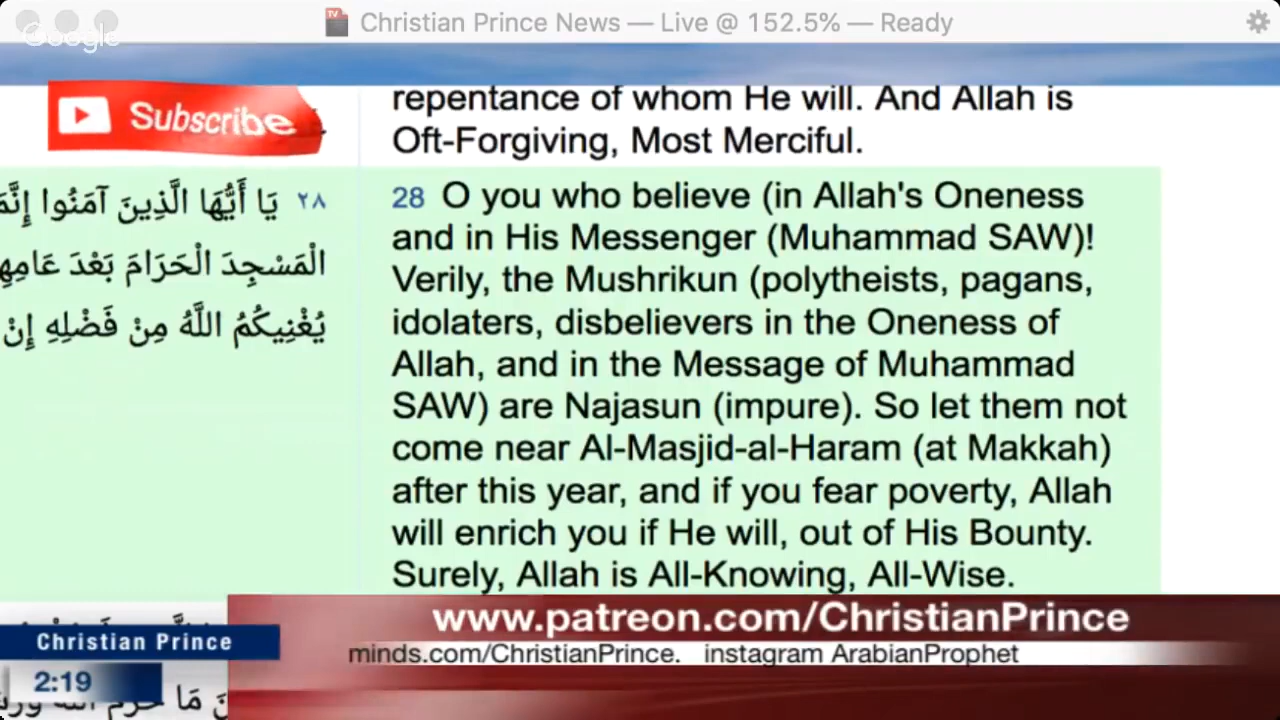 Christian Prince News — Live @ 152.5% — Ready
Google
Subscribe
repentance of whom He will. And Allah is
Oft-Forgiving, Most Merciful.
٢٨ يَا أَيُّهَا الَّذِينَ آمَنُوا إِنَّمَ
الْمَسْجِدَ الْحَرَامَ بَعْدَ عَامِهِ
يُغْنِيكُمُ اللَّهُ مِنْ فَضْلِهِ إِنْ
28 O you who believe (in Allah's Oneness
and in His Messenger (Muhammad SAW)!
Verily, the Mushrikun (polytheists, pagans,
idolaters, disbelievers in the Oneness of
Allah, and in the Message of Muhammad
SAW) are Najasun (impure). So let them not
come near Al-Masjid-al-Haram (at Makkah)
after this year, and if you fear poverty, Allah
will enrich you if He will, out of His Bounty.
Surely, Allah is All-Knowing, All-Wise.
www.patreon.com/ChristianPrince
Christian Prince
minds.com/ChristianPrince. instagram ArabianProphet
2:19
مَا حَرَّمَ